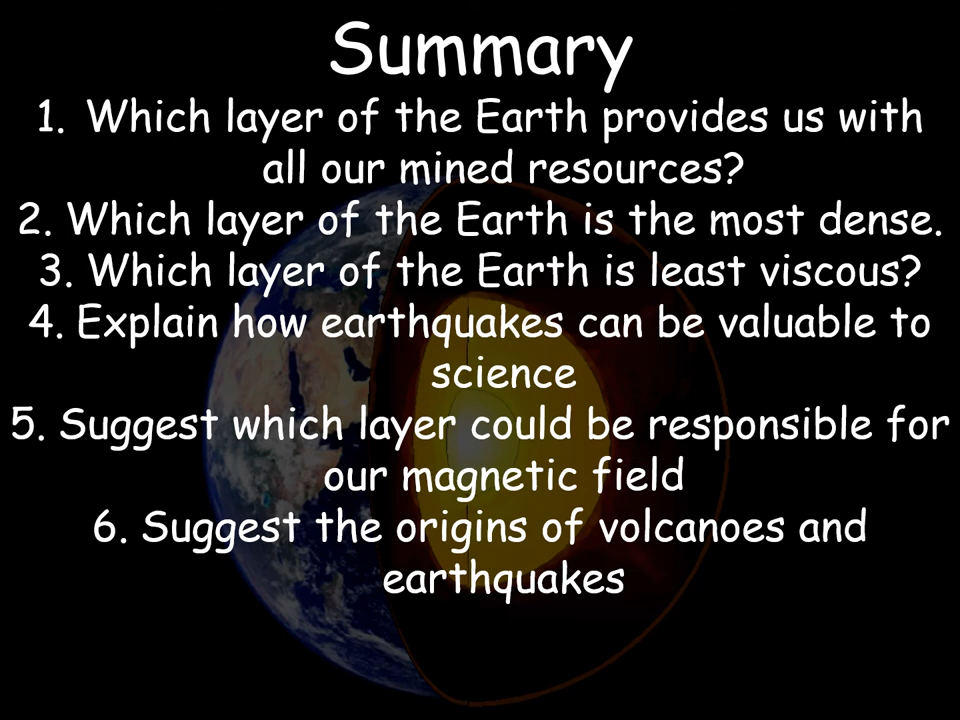 Summary
1. Which layer of the Earth provides us with
all our mined resources?
2. Which layer of the Earth is the most dense.
3. Which layer of the Earth is least viscous?
4. Explain how earthquakes can be valuable to
science
5. Suggest which layer could be responsible for
our magnetic field
6. Suggest the origins of volcanoes and
earthquakes